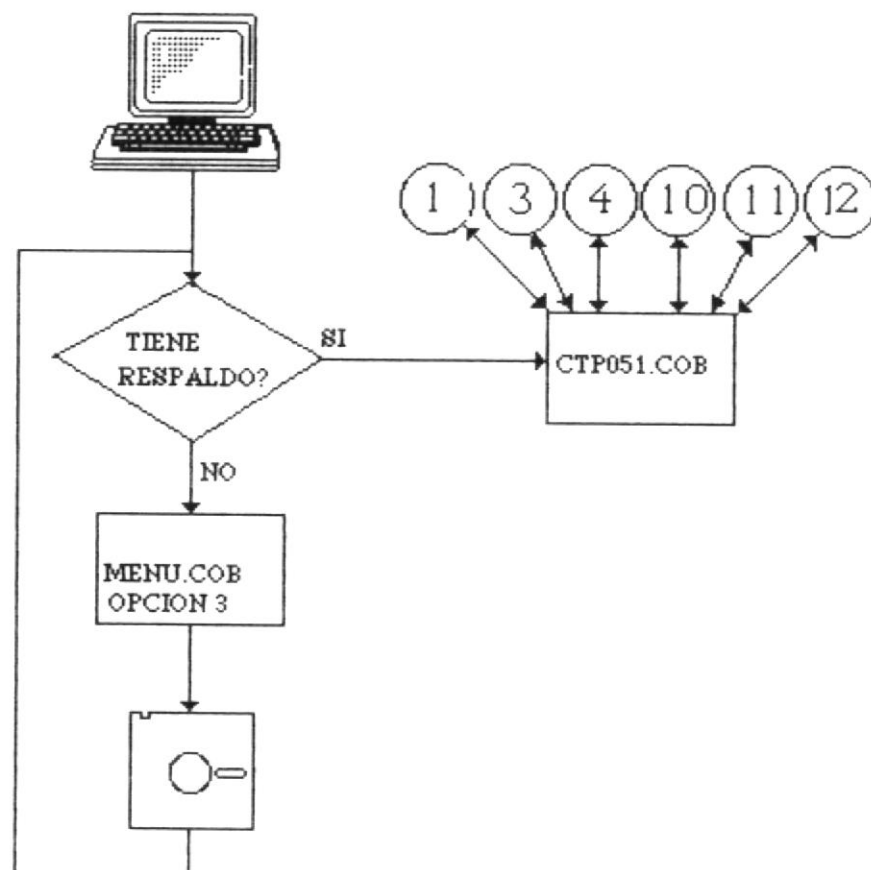 1 3 4 10 11 12
TIENE
RESPALDO?
SI
CTP051.COB
NO
MENU.COB
OPCION 3